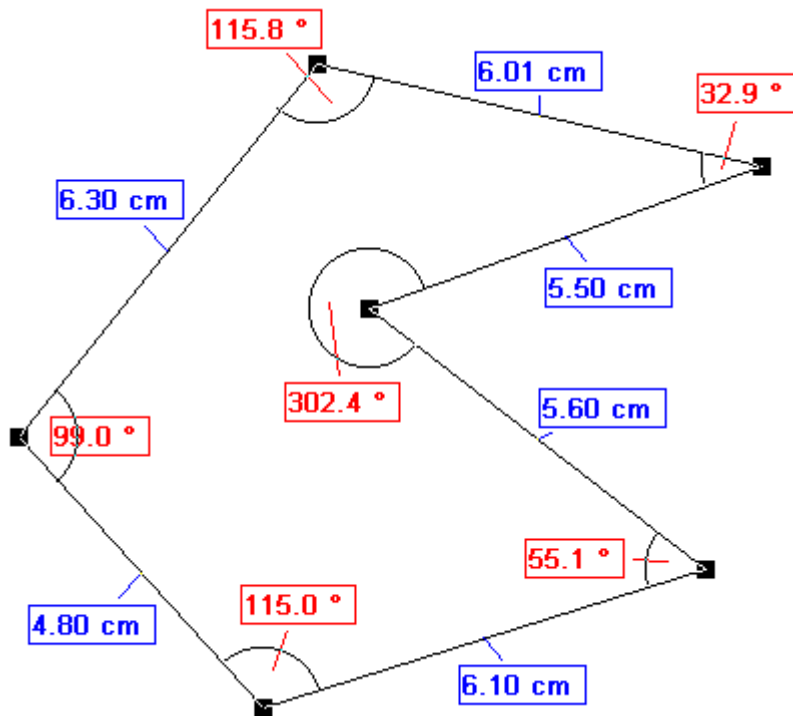 115.8 °
6.01 cm
32.9 °
6.30 cm
5.50 cm
302.4 °
5.60 cm
99.0 °
55.1 °
4.80 cm
115.0 °
6.10 cm